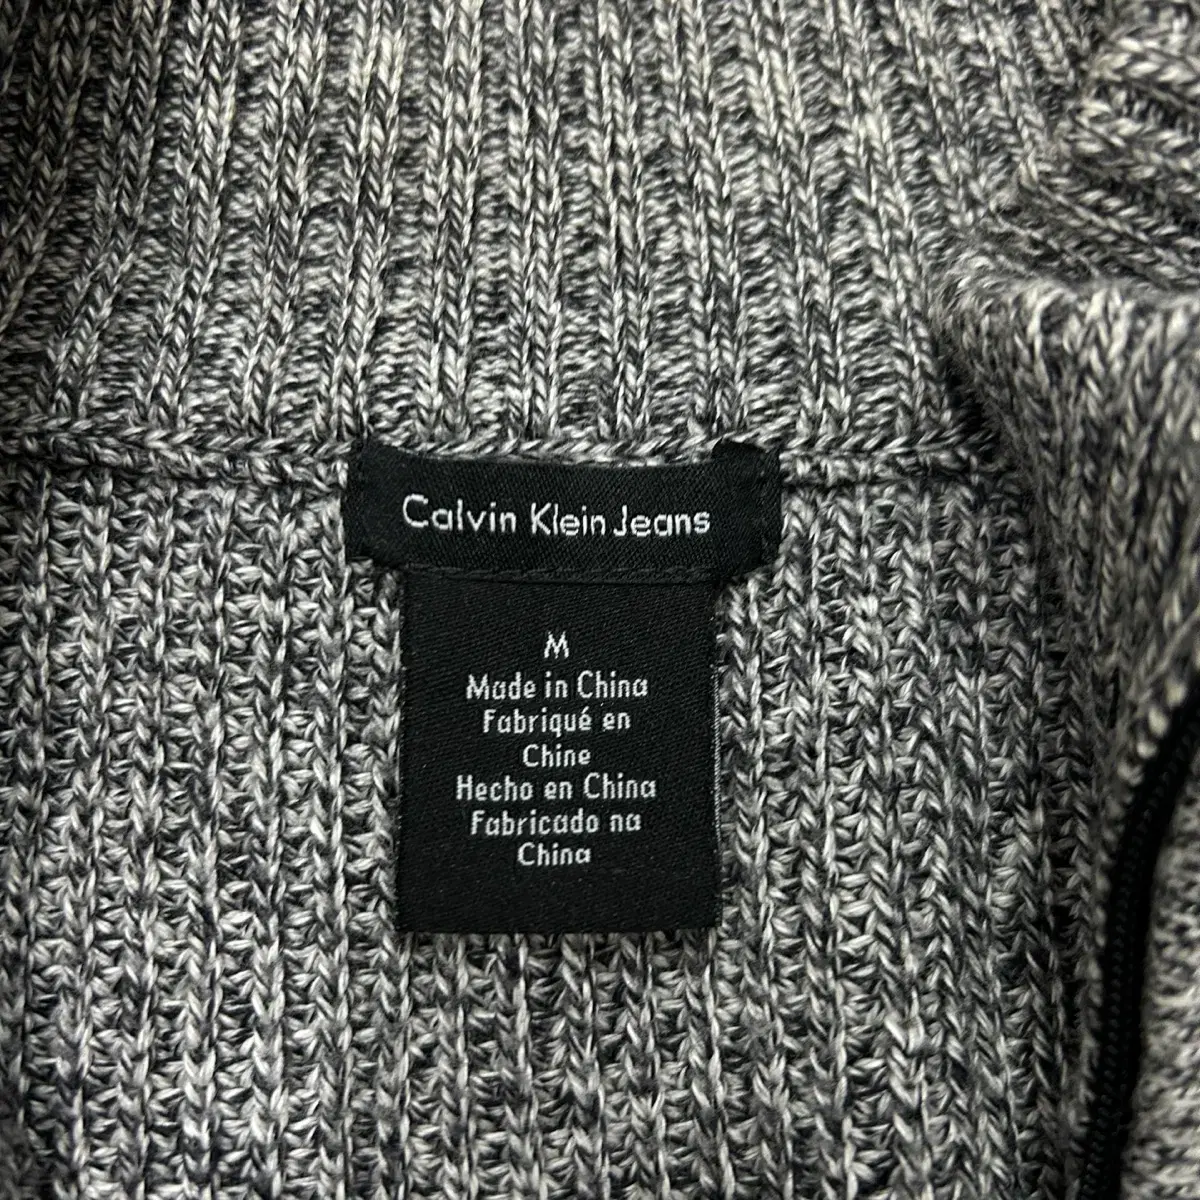 Calvin Klein Jeans
M
Made in China
Fabriqué en
Chine
Hecho en China
Fabricado na
China